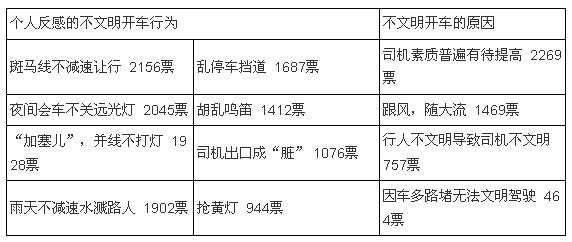 个人反感的不文明开车行为
不文明开车的原因
斑马线不减速让行 2156票
乱停车挡道 1687票
司机素质普遍有待提高 2269
票
夜间会车不关远光灯 2045票
胡乱鸣笛 1412票
跟风，随大流 1469票
“加塞儿”，并线不打灯 19
28票
司机出口成“脏” 1076票
行人不文明导致司机不文明
757票
雨天不减速水溅路人 1902票
抢黄灯 944票
因车多路堵无法文明驾驶 46
4票